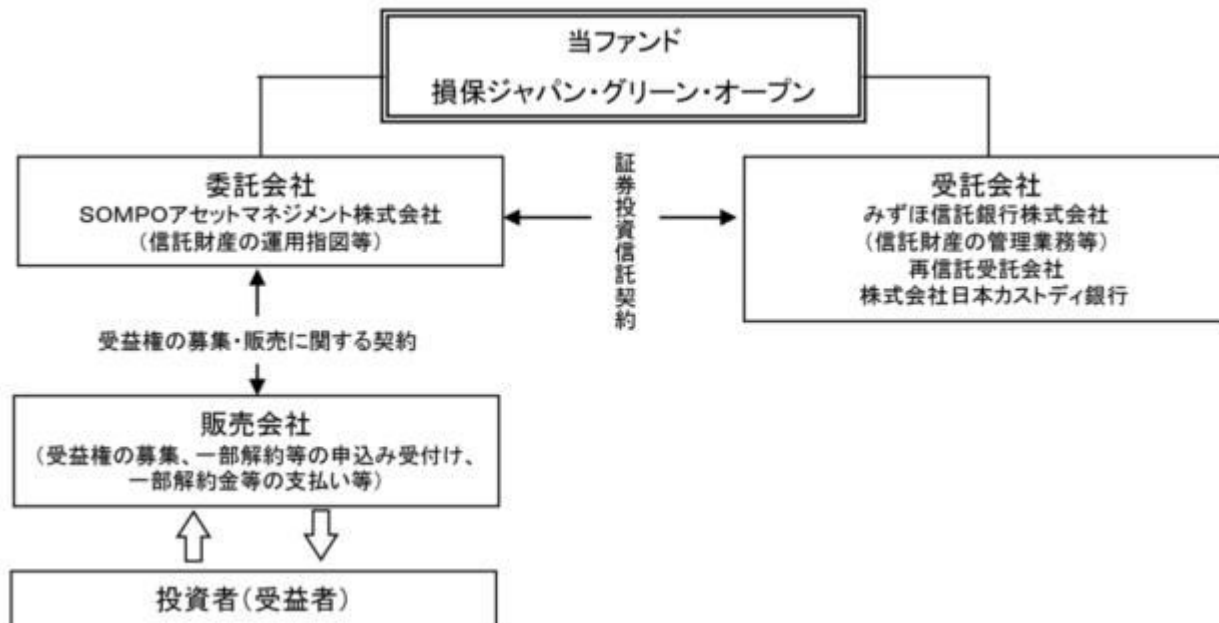 当ファンド
損保ジャパン・グリーン・オープン
委託会社
SOMPOアセットマネジメント株式会社
(信託財産の運用指図等)
証券投資信託契約
受託会社
みずほ信託銀行株式会社
(信託財産の管理業務等)
再信託受託会社
株式会社日本カストディ銀行
受益権の募集・販売に関する契約
販売会社
(受益権の募集、一部解約等の申込み受付け、
一部解約金等の支払い等)
投資者(受益者)